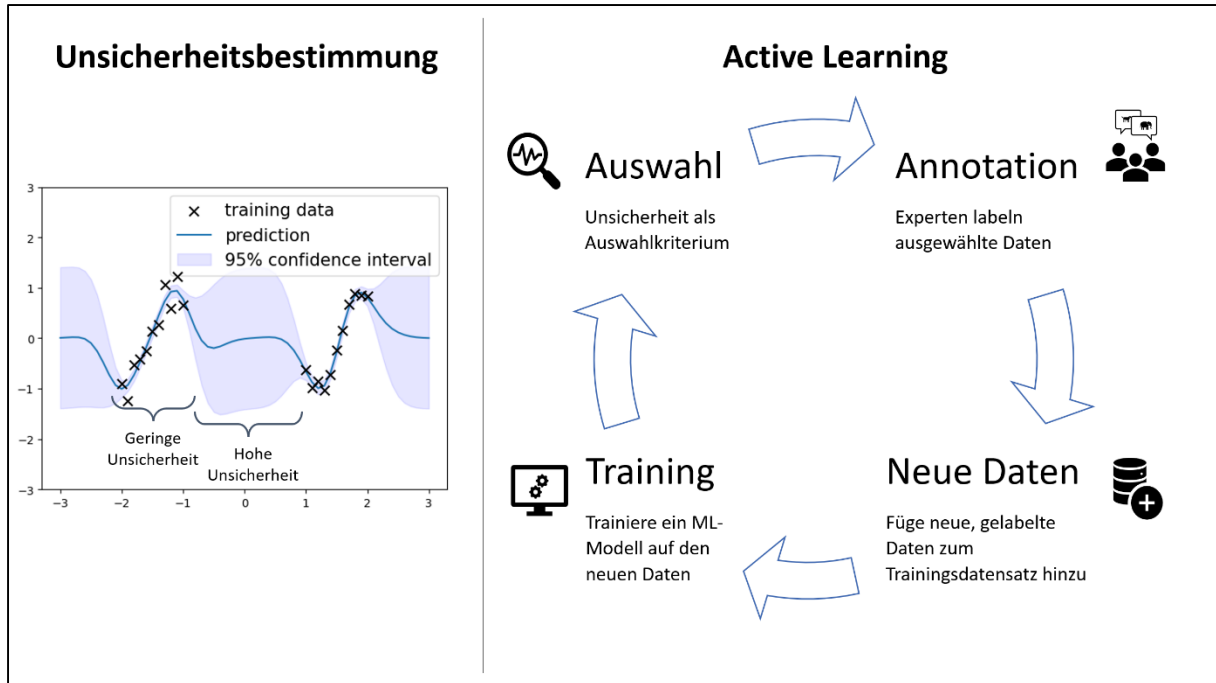 Unsicherheitsbestimmung
3
2
1
0
−1
−2
−3
training data
prediction
95% confidence interval
Geringe
Unsicherheit
Hohe
Unsicherheit
−3 −2 −1 0 1 2 3
Active Learning
Auswahl
Unsicherheit als
Auswahlkriterium
Annotation
Experten labeln
ausgewählte Daten
Training
Trainiere ein ML-
Modell auf den
neuen Daten
Neue Daten
Füge neue, gelabelte
Daten zum
Trainingsdatensatz hinzu